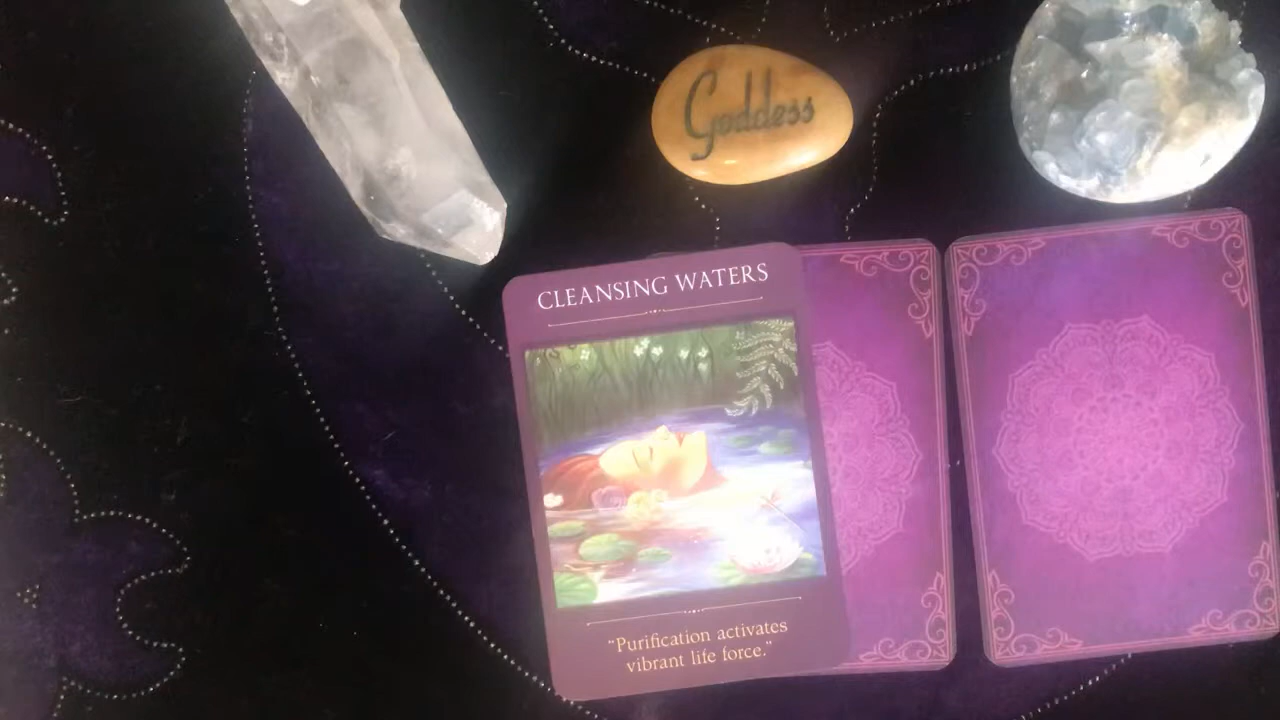 Goddess
CLEANSING WATERS
“Purification activates
vibrant life force.”